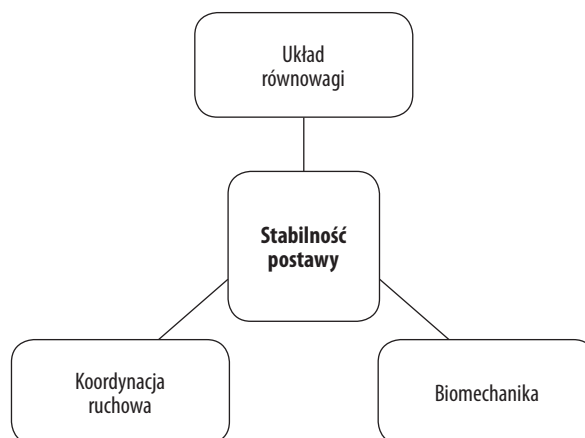 Układ
równowagi
Stabilność
postawy
Koordynacja
ruchowa
Biomechanika